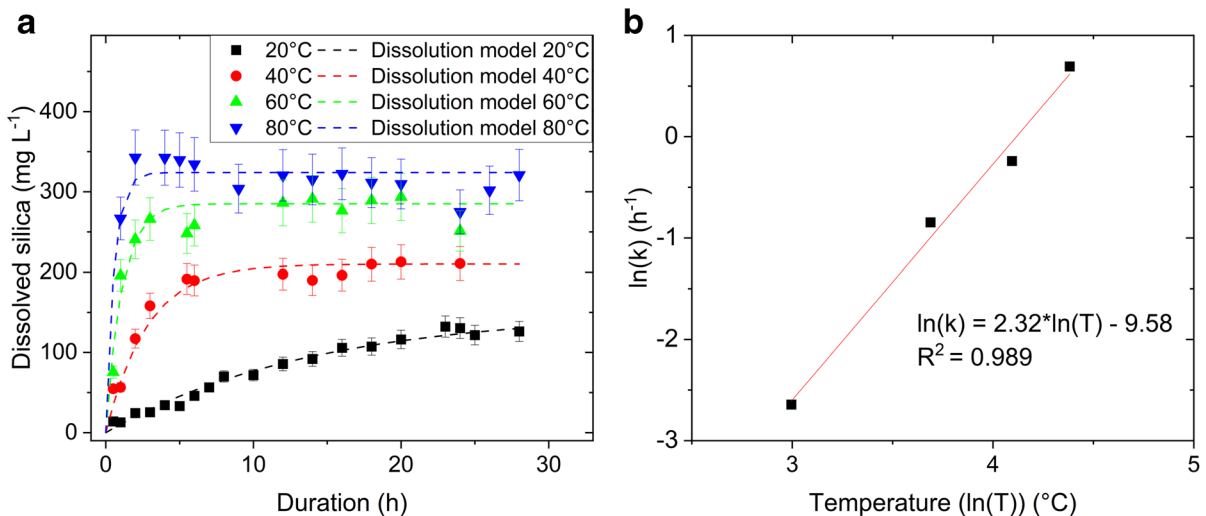 a
20°C Dissolution model 20°C
40°C Dissolution model 40°C
60°C Dissolution model 60°C
80°C Dissolution model 80°C
Dissolved silica (mg L⁻¹)
400
300
200
100
0
0 10 20 30
Duration (h)
b
ln(k) (h⁻¹)
1
0
-1
-2
-3
ln(k) = 2.32*ln(T) - 9.58
R² = 0.989
3 4 5
Temperature (ln(T)) (°C)